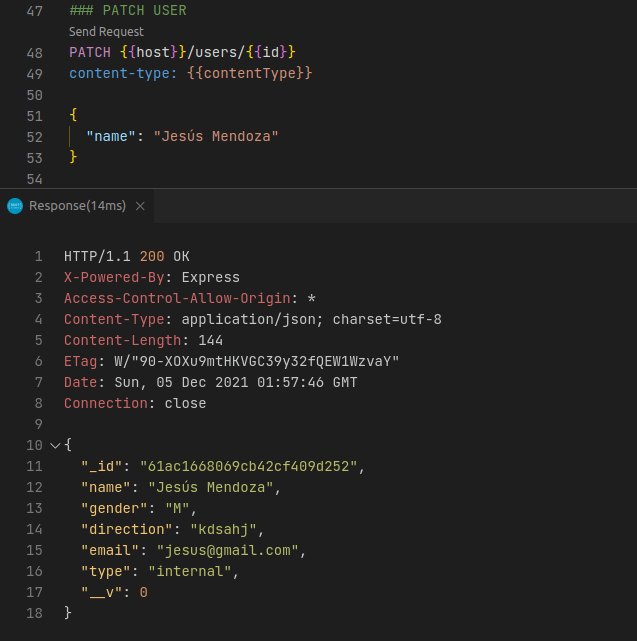 47 ### PATCH USER
Send Request
48 PATCH {{host}}/users/{{id}}
49 content-type: {{contentType}}
50
51 {
52 "name": "Jesús Mendoza"
53 }
54
Response(14ms) ×
1 HTTP/1.1 200 OK
2 X-Powered-By: Express
3 Access-Control-Allow-Origin: *
4 Content-Type: application/json; charset=utf-8
5 Content-Length: 144
6 ETag: W/"90-XOXu9mtHKVGC39y32fQEW1WzvaY"
7 Date: Sun, 05 Dec 2021 01:57:46 GMT
8 Connection: close
9
10 {
11 "_id": "61ac1668069cb42cf409d252",
12 "name": "Jesús Mendoza",
13 "gender": "M",
14 "direction": "kdsahj",
15 "email": "jesus@gmail.com",
16 "type": "internal",
17 "__v": 0
18 }